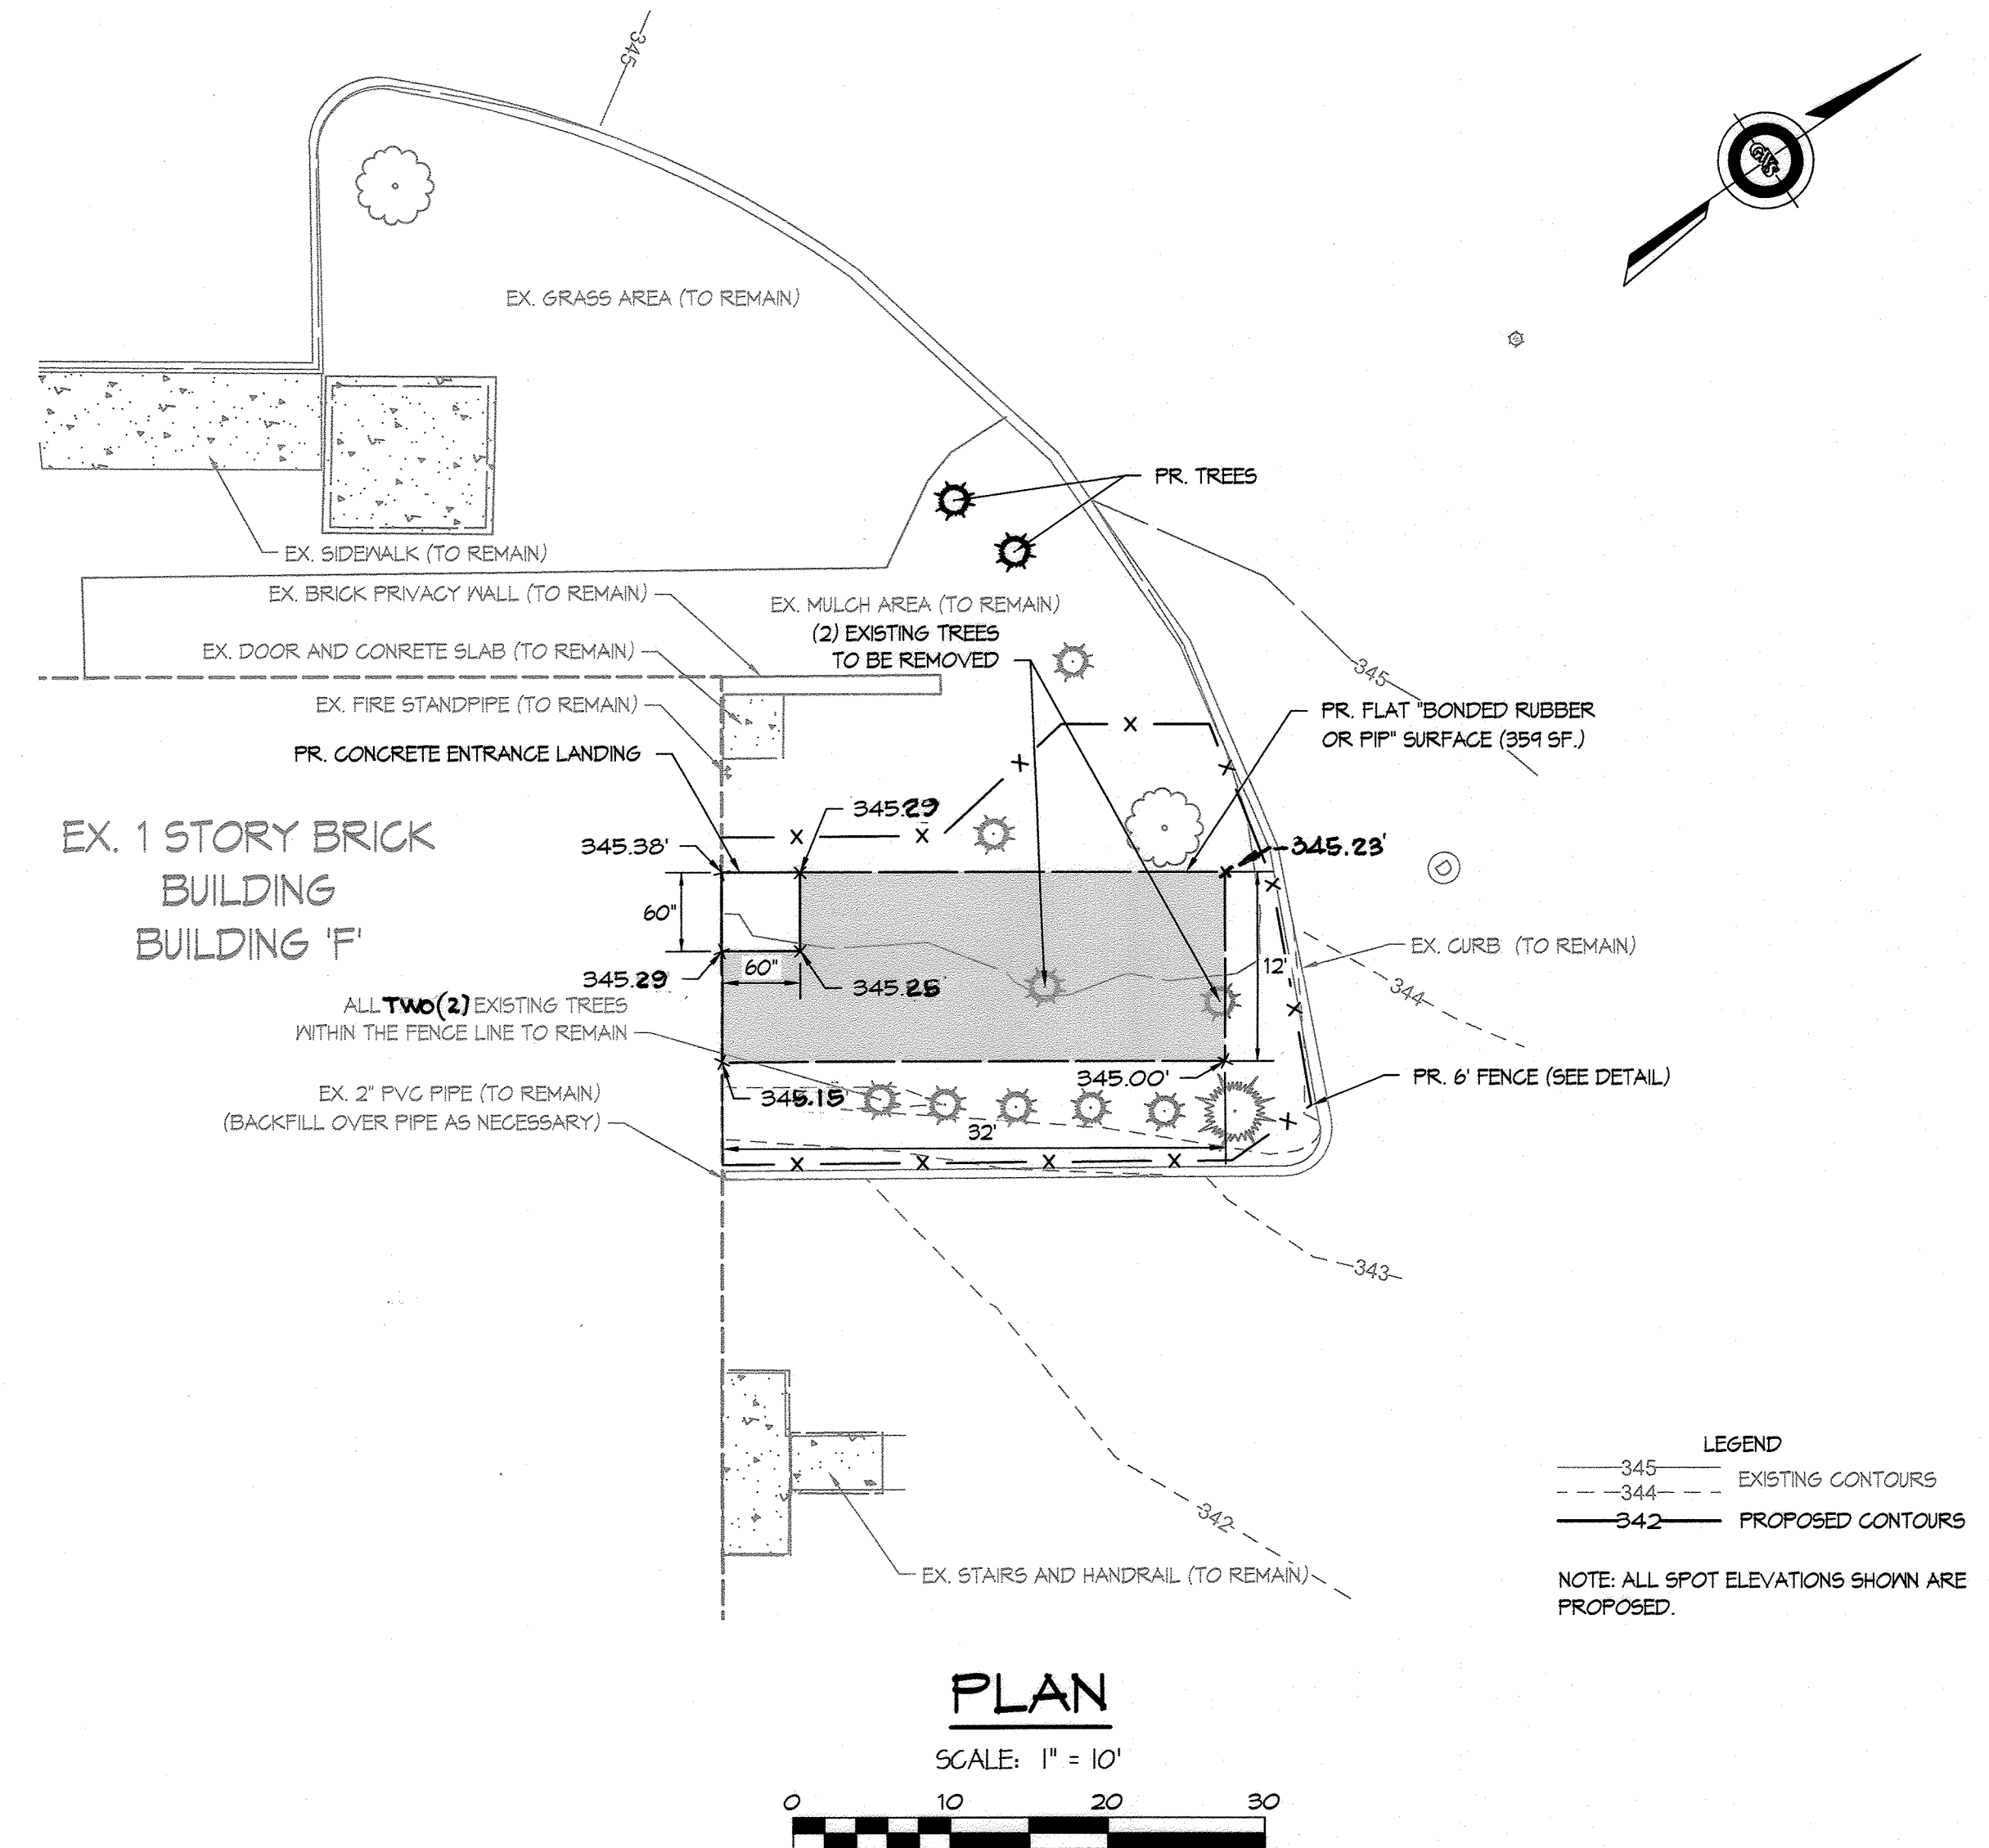 345
GWS
EX. GRASS AREA (TO REMAIN)
PR. TREES
EX. SIDEWALK (TO REMAIN)
EX. BRICK PRIVACY WALL (TO REMAIN)
EX. MULCH AREA (TO REMAIN)
(2) EXISTING TREES
TO BE REMOVED
EX. DOOR AND CONRETE SLAB (TO REMAIN)
345
EX. FIRE STANDPIPE (TO REMAIN)
PR. FLAT "BONDED RUBBER
OR PIP" SURFACE (359 SF.)
PR. CONCRETE ENTRANCE LANDING
345.29
345.38'
345.23'
EX. 1 STORY BRICK
BUILDING
BUILDING 'F'
60"
60"
12'
EX. CURB (TO REMAIN)
345.29'
345.25
344
ALL TWO(2) EXISTING TREES
WITHIN THE FENCE LINE TO REMAIN
345.00'
PR. 6' FENCE (SEE DETAIL)
EX. 2" PVC PIPE (TO REMAIN)
(BACKFILL OVER PIPE AS NECESSARY)
345.15'
32'
343
342
EX. STAIRS AND HANDRAIL (TO REMAIN)
LEGEND
345
344
EXISTING CONTOURS
342
PROPOSED CONTOURS
NOTE: ALL SPOT ELEVATIONS SHOWN ARE
PROPOSED.
PLAN
SCALE: 1" = 10'
0 10 20 30